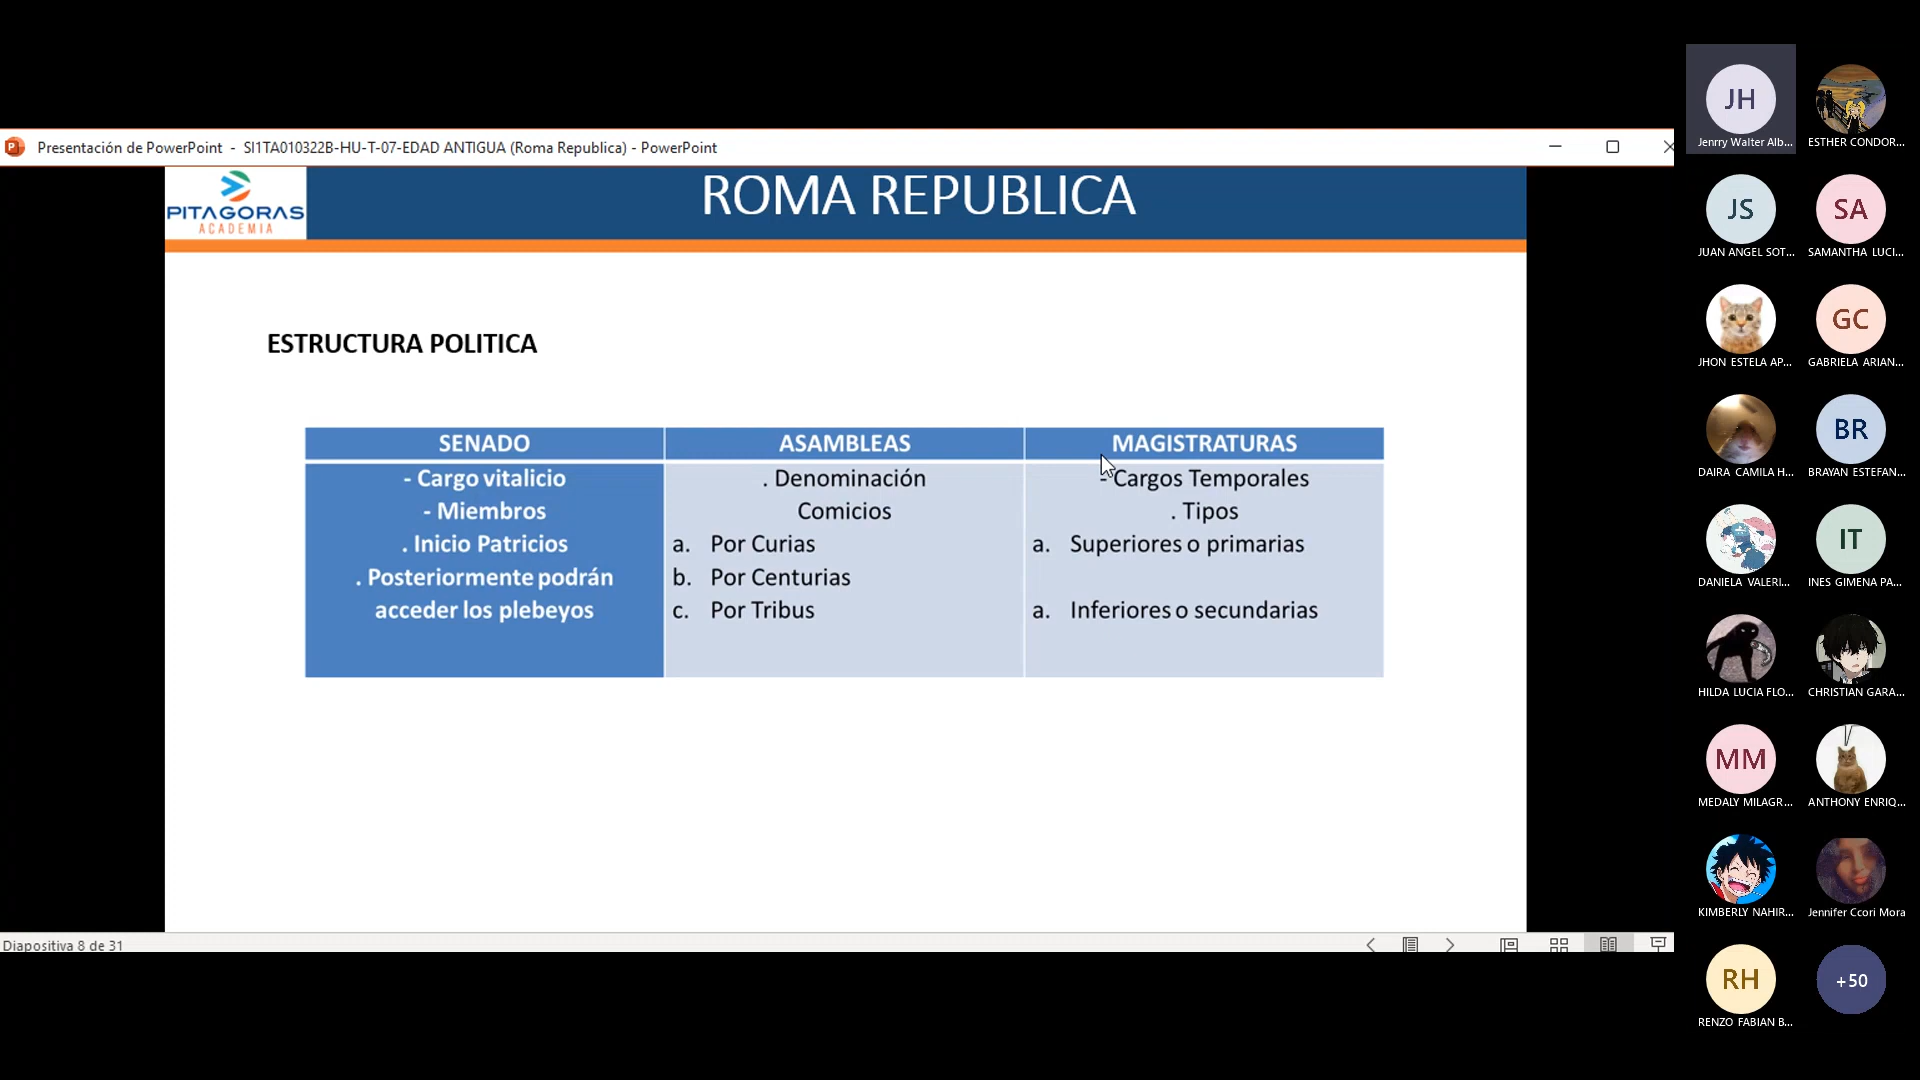 Presentación de PowerPoint - SI1TA010322B-HU-T-07-EDAD ANTIGUA (Roma Republica) - PowerPoint
PITAGORAS
ACADEMIA
ROMA REPUBLICA
ESTRUCTURA POLITICA
SENADO
- Cargo vitalicio
- Miembros
. Inicio Patricios
. Posteriormente podrán
acceder los plebeyos
ASAMBLEAS
. Denominación
Comicios
a. Por Curias
b. Por Centurias
c. Por Tribus
MAGISTRATURAS
- Cargos Temporales
. Tipos
a. Superiores o primarias
a. Inferiores o secundarias
Diapositiva 8 de 31
JH
Jenrry Walter Alb...
ESTHER CONDOR...
JS
JUAN ANGEL SOT...
SA
SAMANTHA LUCI...
JHON ESTELA AP...
GC
GABRIELA ARIAN...
DAIRA CAMILA H...
BR
BRAYAN ESTEFAN...
DANIELA VALERI...
IT
INES GIMENA PA...
HILDA LUCIA FLO...
CHRISTIAN GARA...
MM
MEDALY MILAGR...
ANTHONY ENRIQ...
KIMBERLY NAHIR...
Jennifer Ccori Mora
RH
RENZO FABIAN B...
+50